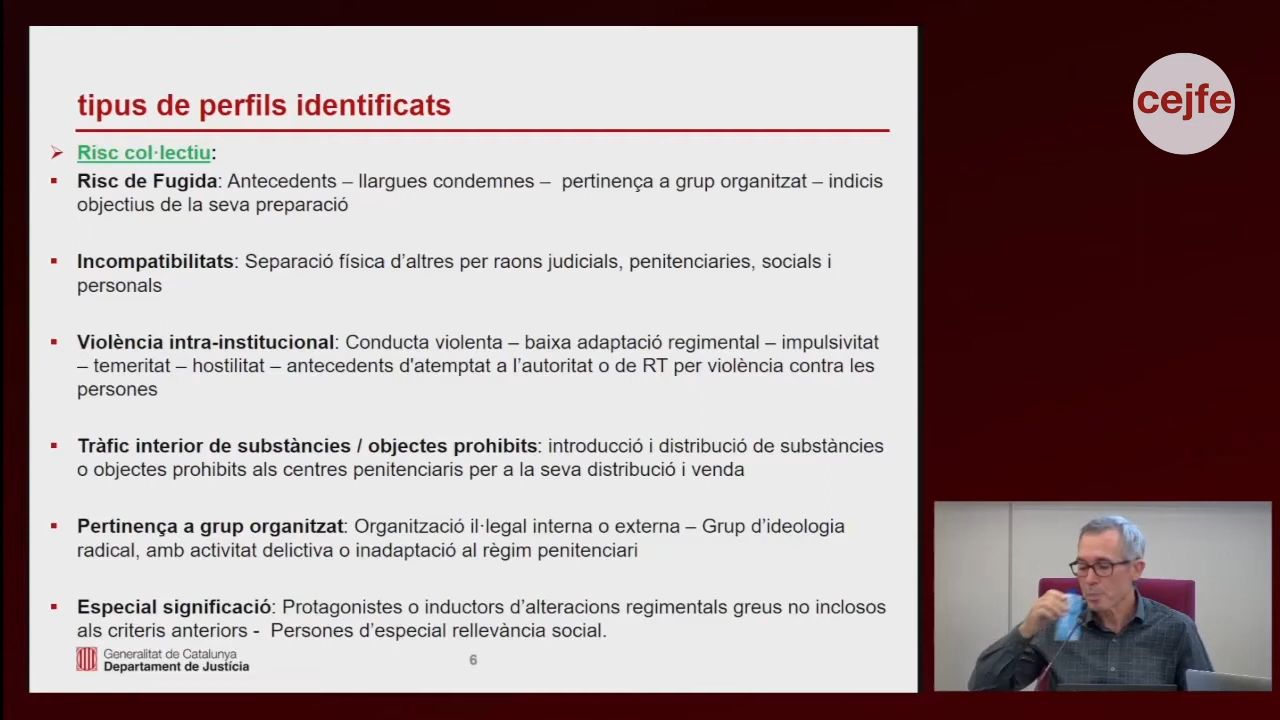 tipus de perfils identificats
➢ Risc col·lectiu:
▪ Risc de Fugida: Antecedents – llargues condemnes – pertinença a grup organitzat – indicis
objectius de la seva preparació
▪ Incompatibilitats: Separació física d’altres per raons judicials, penitenciaries, socials i
personals
▪ Violència intra-institucional: Conducta violenta – baixa adaptació regimental – impulsivitat
– temeritat – hostilitat – antecedents d'atemptat a l’autoritat o de RT per violència contra les
persones
▪ Tràfic interior de substàncies / objectes prohibits: introducció i distribució de substàncies
o objectes prohibits als centres penitenciaris per a la seva distribució i venda
▪ Pertinença a grup organitzat: Organització il·legal interna o externa – Grup d’ideologia
radical, amb activitat delictiva o inadaptació al règim penitenciari
▪ Especial significació: Protagonistes o inductors d’alteracions regimentals greus no inclosos
als criteris anteriors - Persones d’especial rellevància social.
Generalitat de Catalunya
Departament de Justícia
6
cejfe